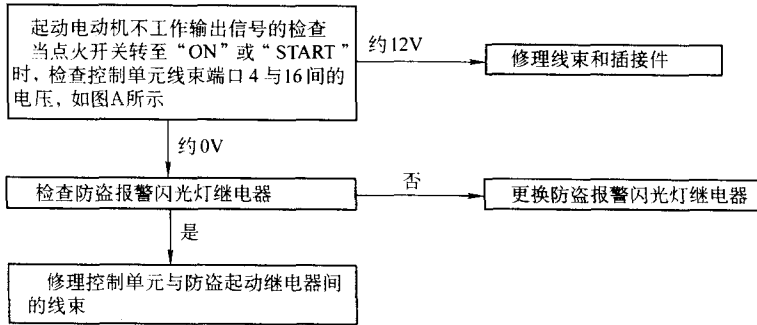 起动电动机不工作输出信号的检查
当点火开关转至“ON”或“START”
时，检查控制单元线束端口4与16间的
电压，如图A所示
约12V
修理线束和插接件
约0V
检查防盗报警闪光灯继电器
否
更换防盗报警闪光灯继电器
是
修理控制单元与防盗起动继电器间
的线束